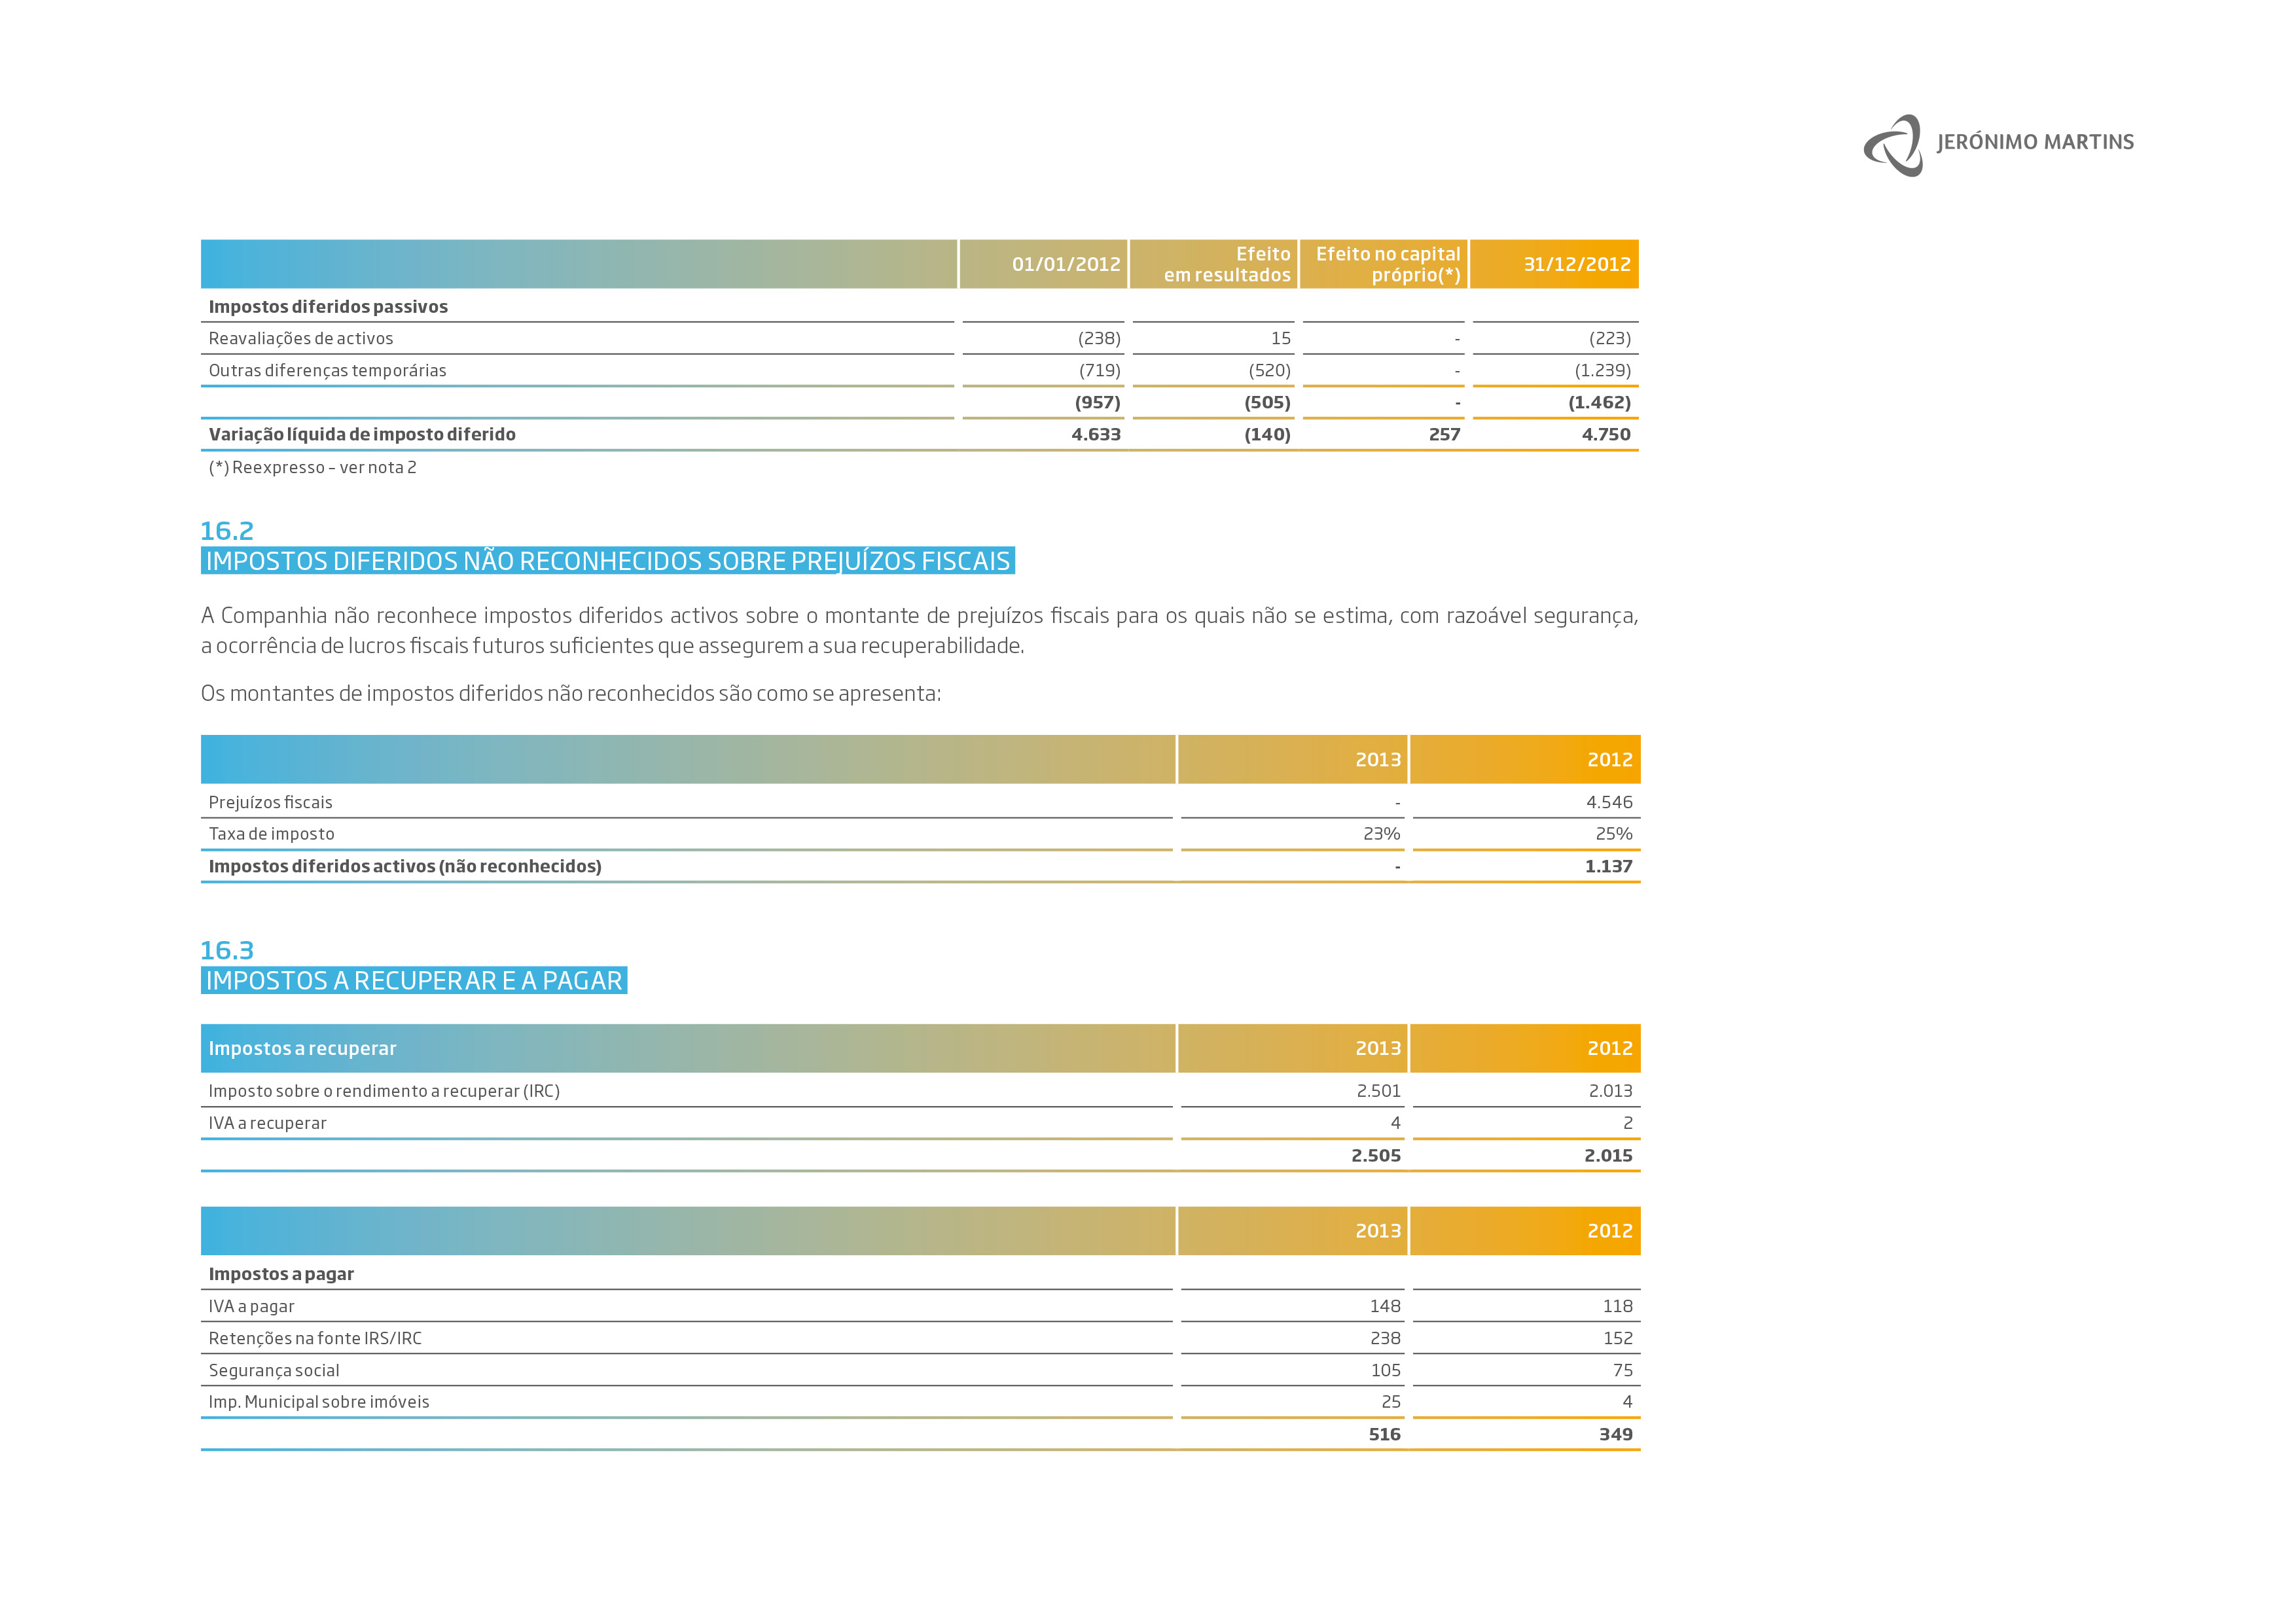 JERÓNIMO MARTINS
01/01/2012 Efeito em resultados Efeito no capital próprio(*) 31/12/2012
Impostos diferidos passivos
Reavaliações de activos (238) 15 - (223)
Outras diferenças temporárias (719) (520) - (1.239)
(957) (505) - (1.462)
Variação líquida de imposto diferido 4.633 (140) 257 4.750
(*) Reexpresso – ver nota 2
16.2
IMPOSTOS DIFERIDOS NÃO RECONHECIDOS SOBRE PREJUÍZOS FISCAIS
A Companhia não reconhece impostos diferidos activos sobre o montante de prejuízos fiscais para os quais não se estima, com razoável segurança,
a ocorrência de lucros fiscais futuros suficientes que assegurem a sua recuperabilidade.
Os montantes de impostos diferidos não reconhecidos são como se apresenta:
2013 2012
Prejuízos fiscais - 4.546
Taxa de imposto 23% 25%
Impostos diferidos activos (não reconhecidos) - 1.137
16.3
IMPOSTOS A RECUPERAR E A PAGAR
Impostos a recuperar 2013 2012
Imposto sobre o rendimento a recuperar (IRC) 2.501 2.013
IVA a recuperar 4 2
2.505 2.015
2013 2012
Impostos a pagar
IVA a pagar 148 118
Retenções na fonte IRS/IRC 238 152
Segurança social 105 75
Imp. Municipal sobre imóveis 25 4
516 349